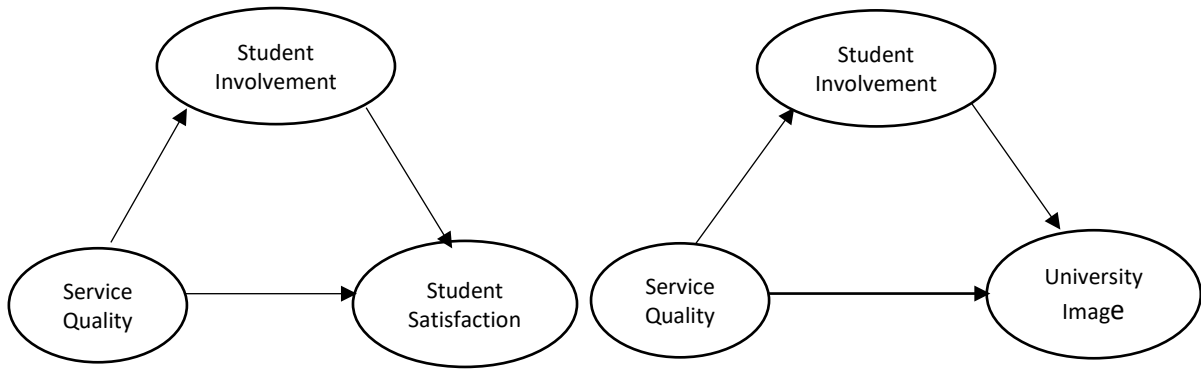 Student
Involvement
Service
Quality
Student
Satisfaction
Student
Involvement
Service
Quality
University
Image